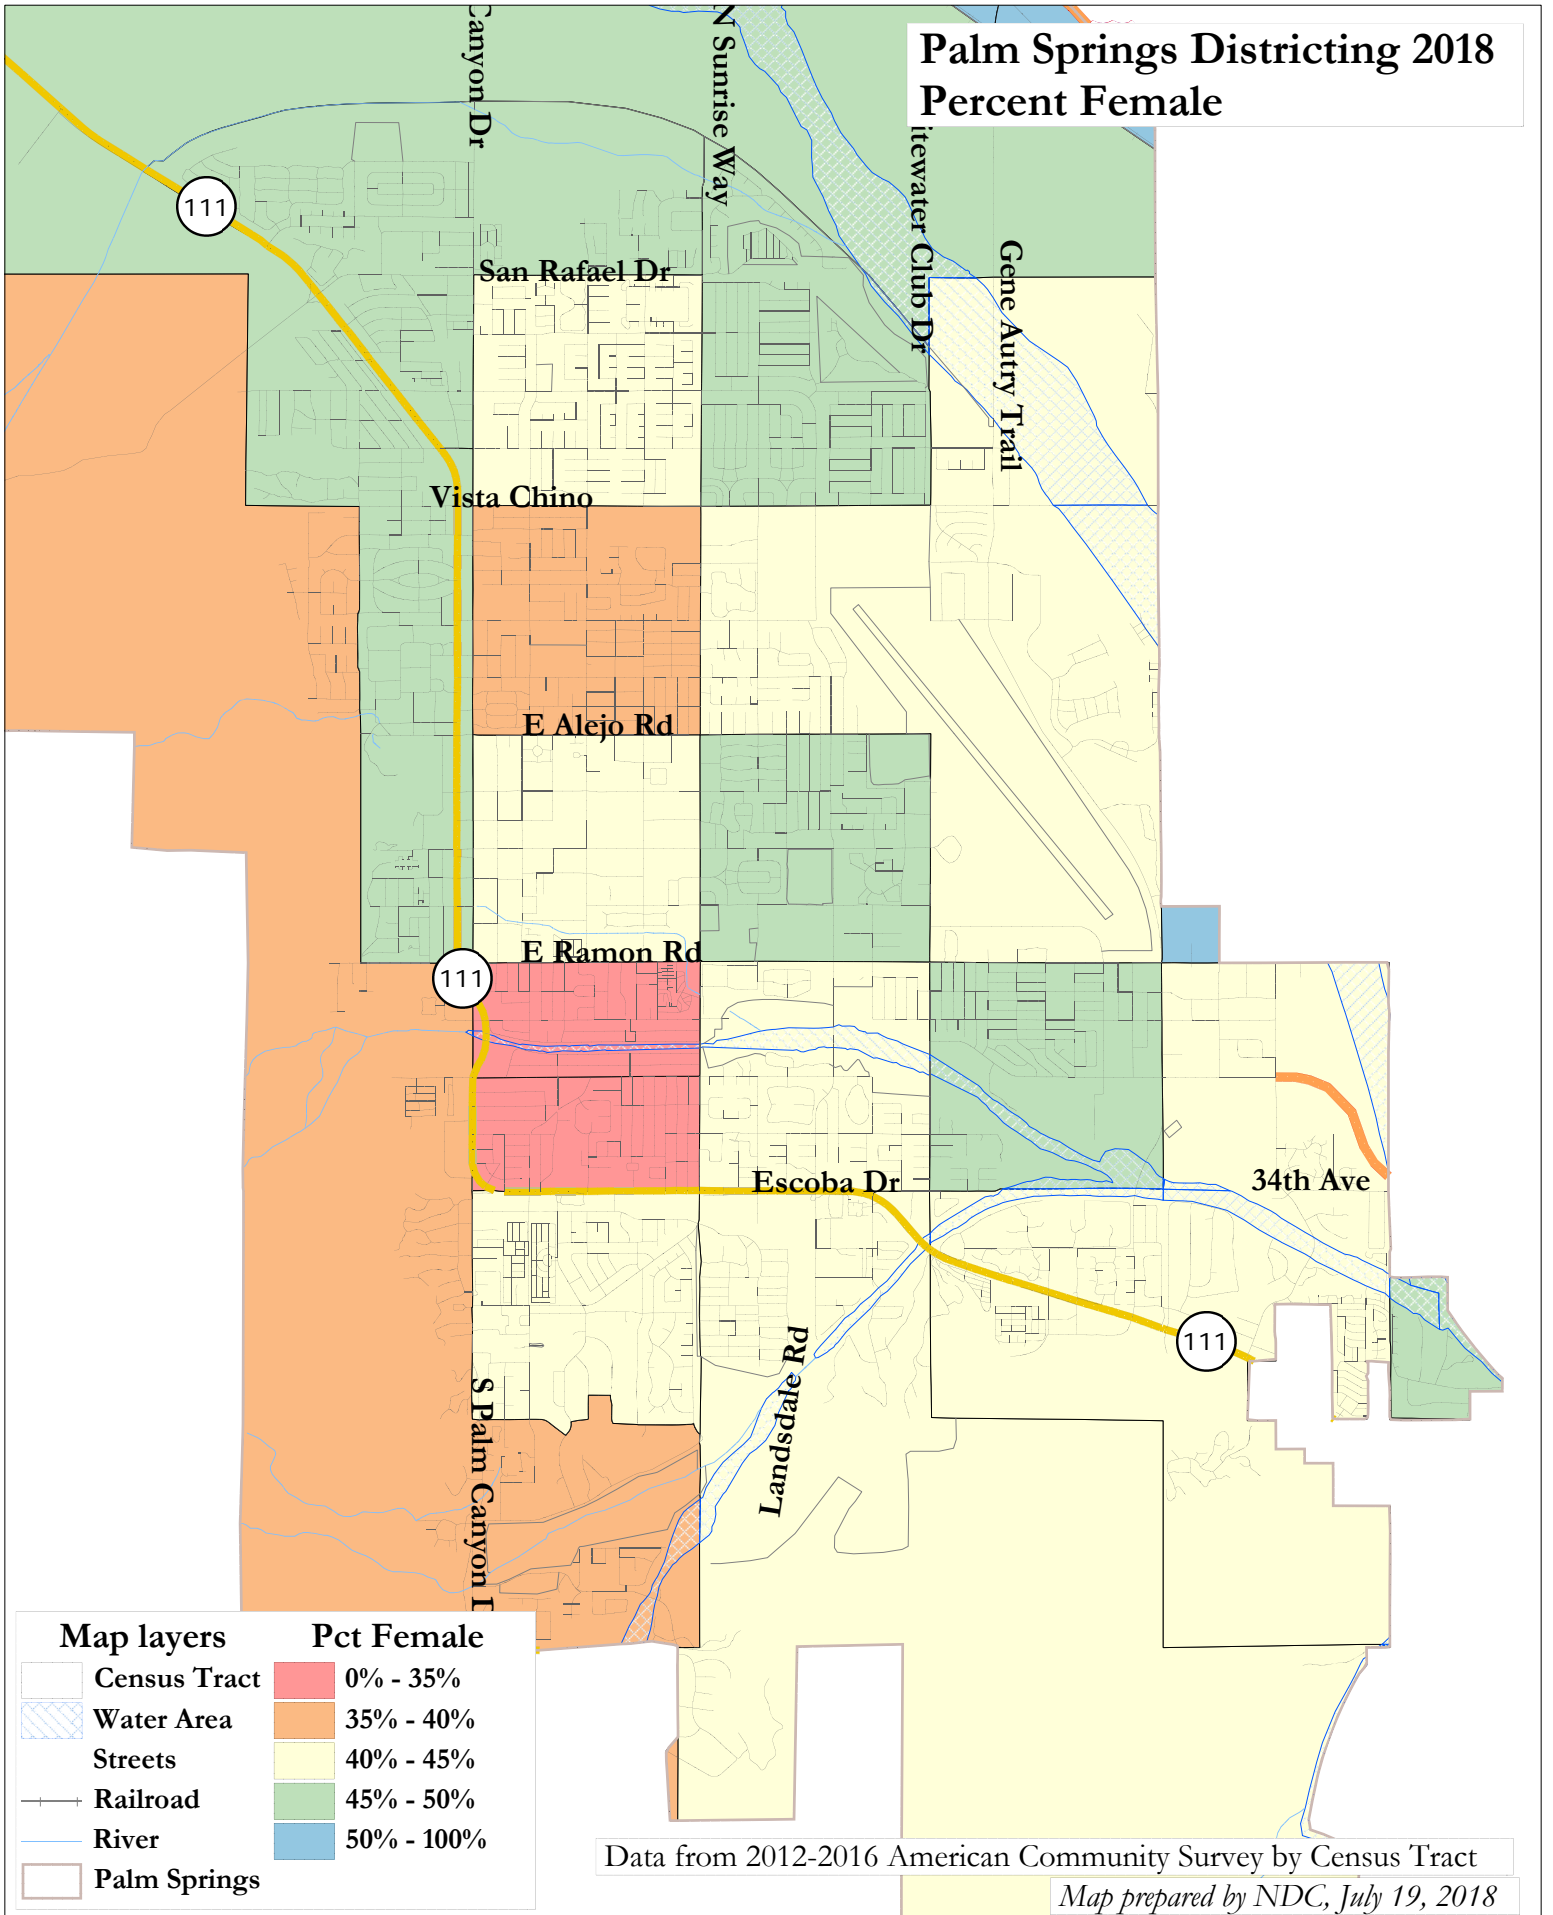 Palm Springs Districting 2018
Percent Female
Canyon Dr
N Sunrise Way
itewater Club Dr
Gene Autry Trail
111
San Rafael Dr
Vista Chino
E Alejo Rd
E Ramon Rd
111
Escoba Dr
34th Ave
111
Landsdale Rd
S Palm Canyon
Map layers
Census Tract
Water Area
Streets
Railroad
River
Palm Springs
Pct Female
0% - 35%
35% - 40%
40% - 45%
45% - 50%
50% - 100%
Data from 2012-2016 American Community Survey by Census Tract
Map prepared by NDC, July 19, 2018